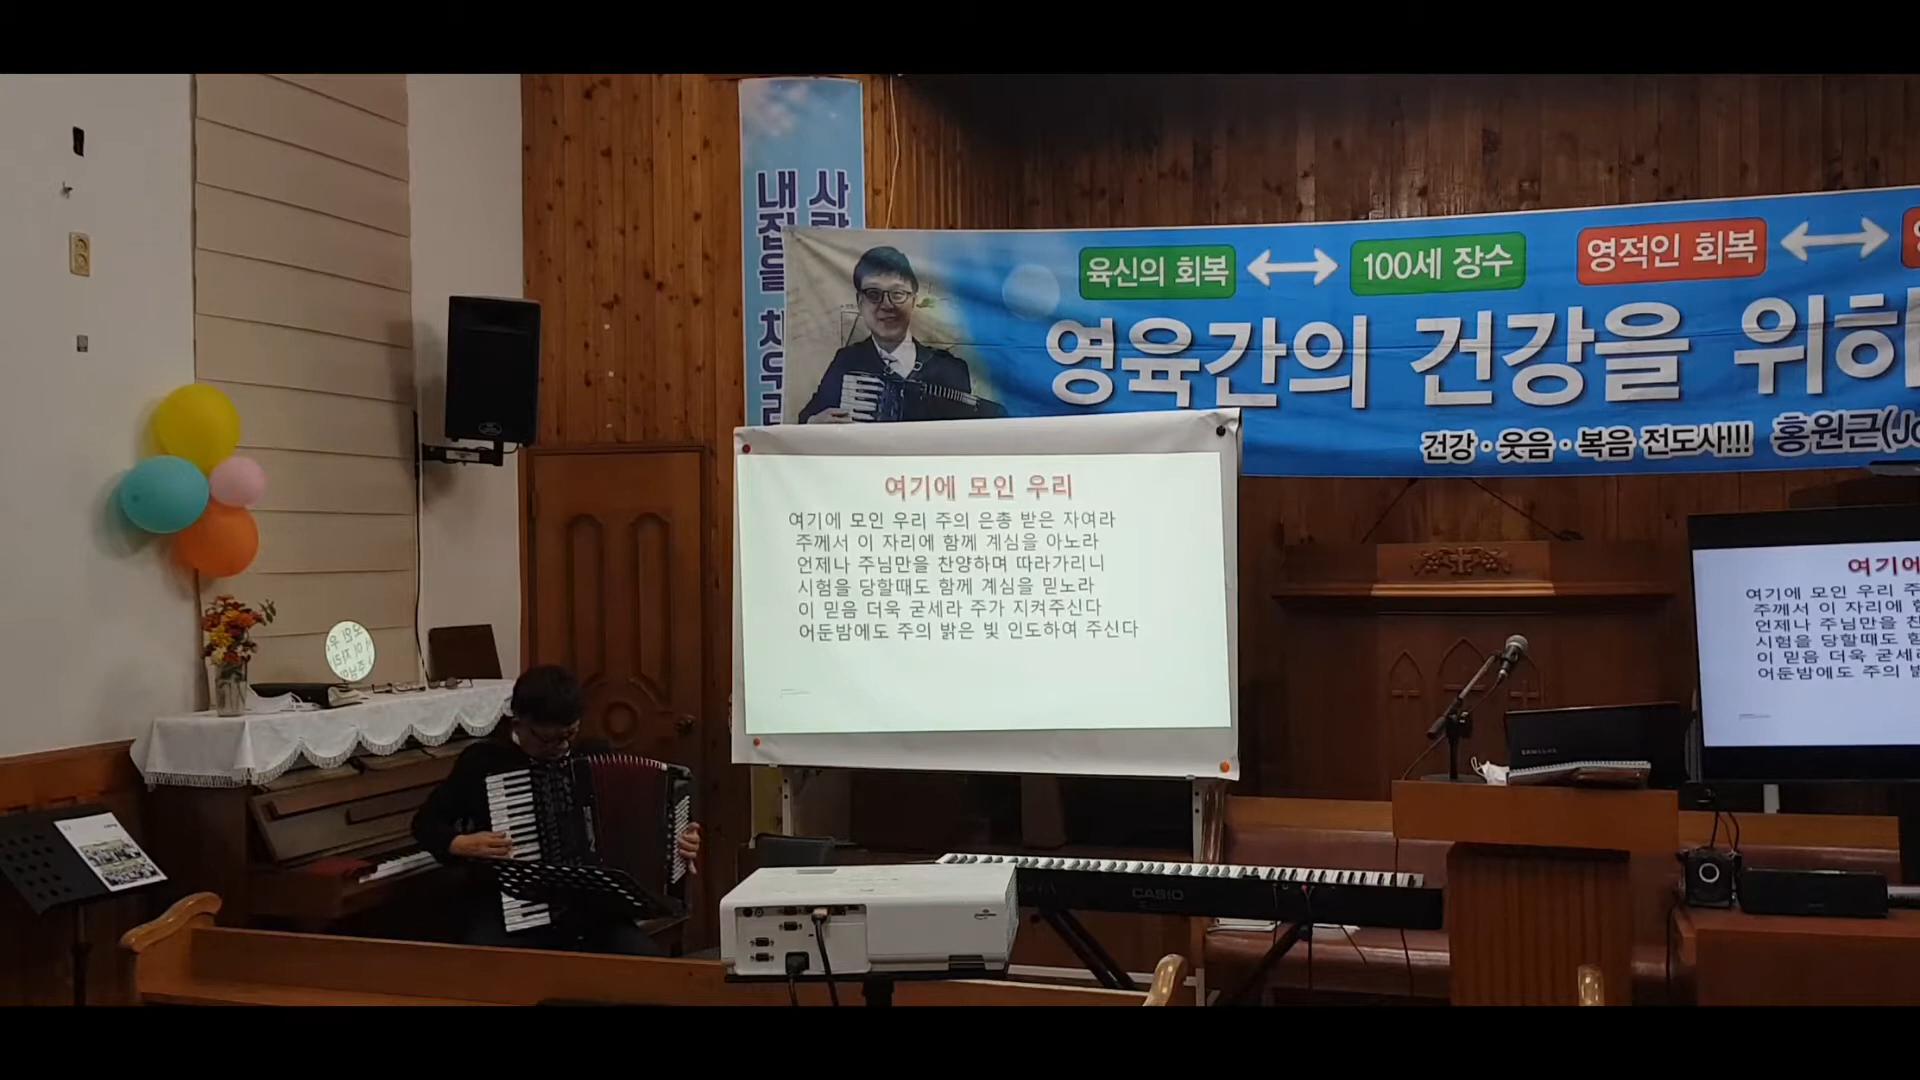 사랑
내집을 채우
육신의 회복 ↔ 100세 장수
영적인 회복 ↔
영육간의 건강을 위하
건강·웃음·복음 전도사!!! 홍원근(Jo
여기에 모인 우리
여기에 모인 우리 주의 은총 받은 자여라
주께서 이 자리에 함께 계심을 아노라
언제나 주님만을 찬양하며 따라가리니
시험을 당할때도 함께 계심을 믿노라
이 믿음 더욱 굳세라 주가 지켜주신다
어둔밤에도 주의 밝은 빛 인도하여 주신다
여기에
여기에 모인 우리 주
주께서 이 자리에 함
언제나 주님만을 찬
시험을 당할때도 함
이 믿음 더욱 굳세라
어둔밤에도 주의 밝
SAMSUNG
CASIO